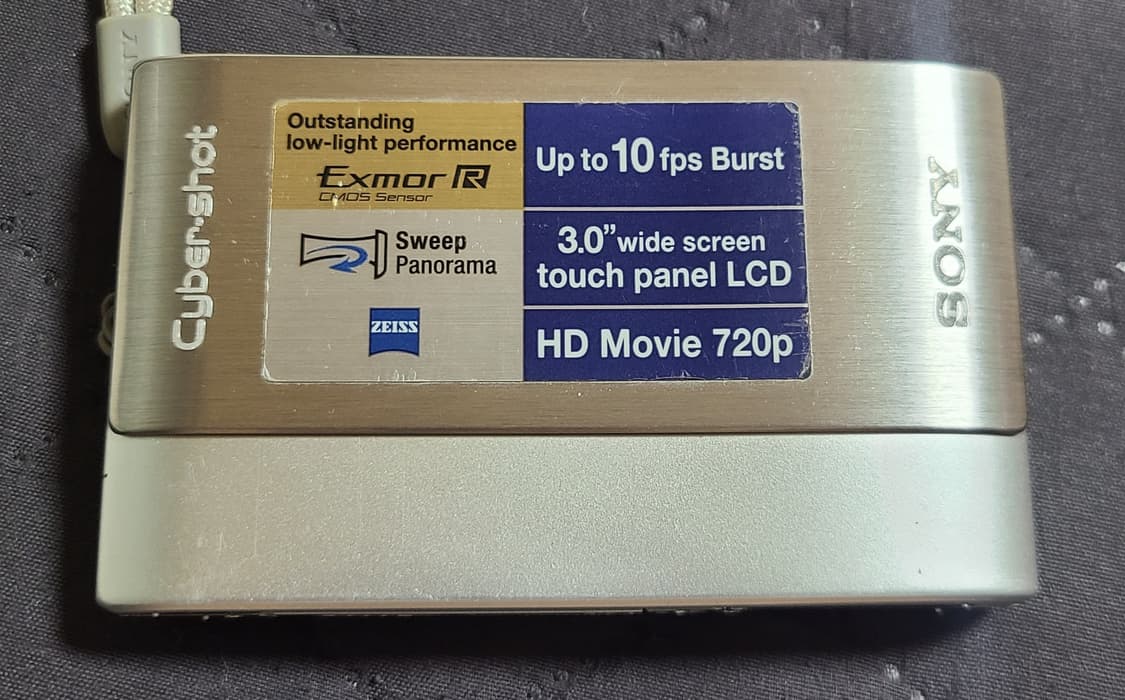 Cyber-shot
Outstanding
low-light performance
Exmor R
CMOS Sensor
Sweep
Panorama
ZEISS
Up to 10 fps Burst
3.0" wide screen
touch panel LCD
HD Movie 720p
SONY